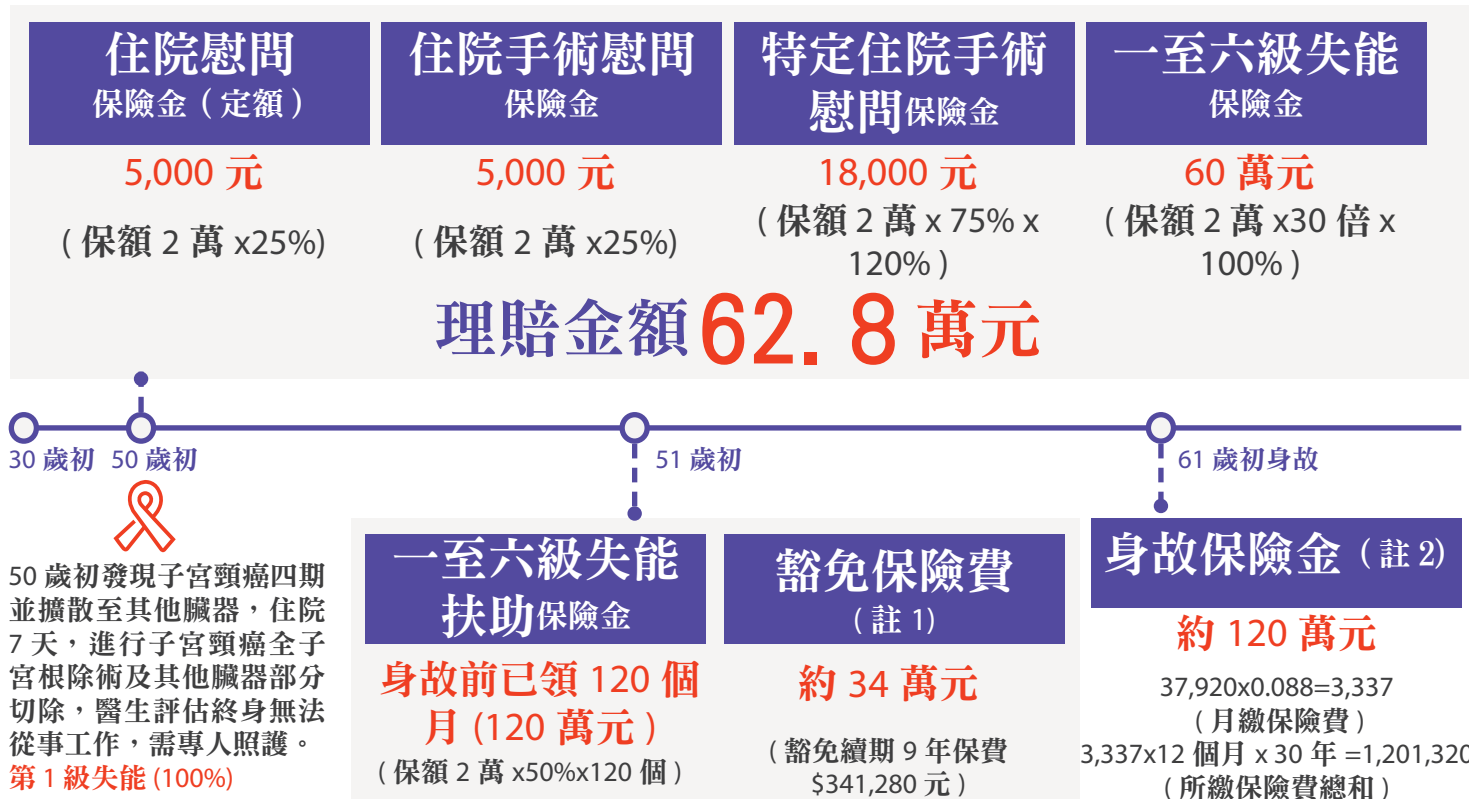 住院慰問
保險金（定額）
5,000 元
( 保額 2 萬 x25%)
住院手術慰問
保險金
5,000 元
( 保額 2 萬 x25%)
特定住院手術
慰問保險金
18,000 元
( 保額 2 萬 x 75% x
120% )
一至六級失能
保險金
60 萬元
( 保額 2 萬 x30 倍 x
100% )
理賠金額62.8萬元
30 歲初
50 歲初
51 歲初
61 歲初身故
50 歲初發現子宮頸癌四期
並擴散至其他臟器，住院
7 天，進行子宮頸癌全子
宮根除術及其他臟器部分
切除，醫生評估終身無法
從事工作，需專人照護。
第 1 級失能 (100%)
一至六級失能
扶助保險金
身故前已領 120 個
月 (120 萬元 )
( 保額 2 萬 x50%x120 個 )
豁免保險費
( 註 1)
約 34 萬元
( 豁免續期 9 年保費
$341,280 元 )
身故保險金（註 2)
約 120 萬元
37,920x0.088=3,337
( 月繳保險費 )
3,337x12 個月 x 30 年 =1,201,320
( 所繳保險費總和 )